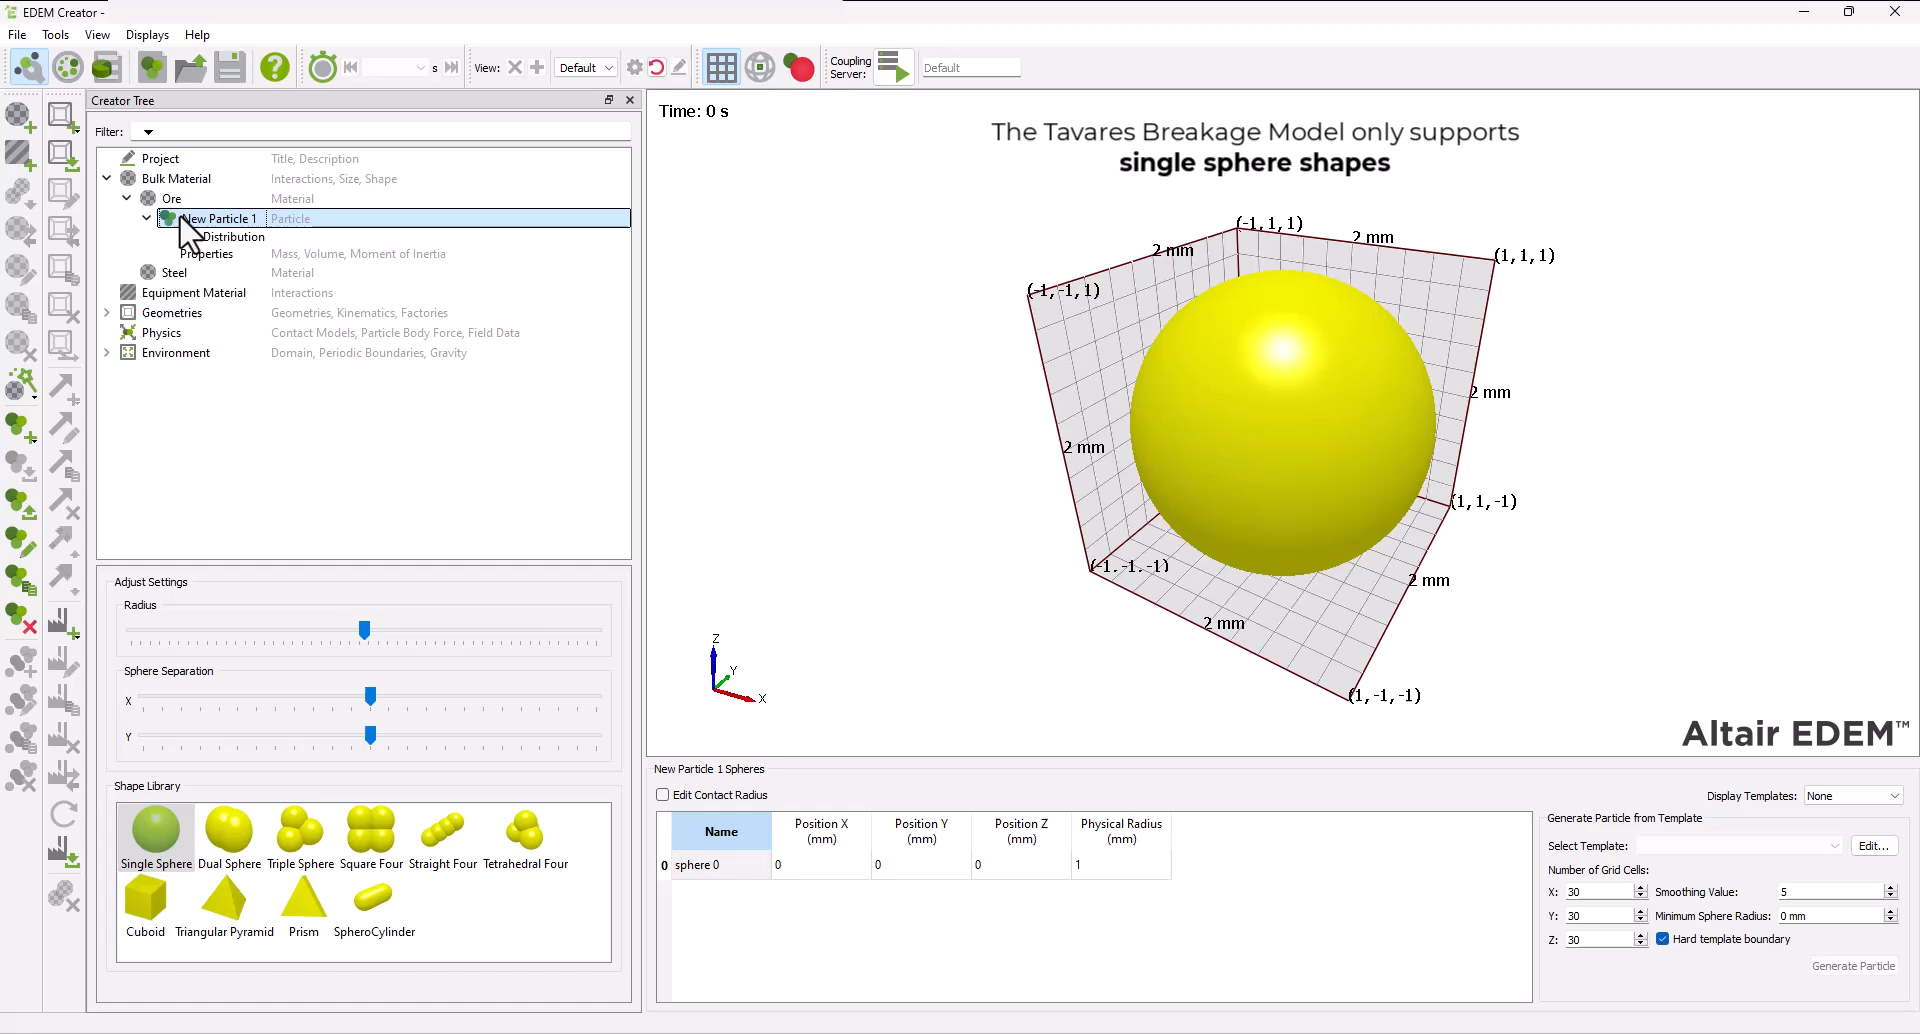 EDEM Creator -
File Tools View Displays Help
s View: Default Coupling Server: Default
Creator Tree
Filter:
Project Title, Description
Bulk Material Interactions, Size, Shape
Ore Material
New Particle 1 Particle
Distribution
Properties Mass, Volume, Moment of Inertia
Steel Material
Equipment Material Interactions
Geometries Geometries, Kinematics, Factories
Physics Contact Models, Particle Body Force, Field Data
Environment Domain, Periodic Boundaries, Gravity
Adjust Settings
Radius
Sphere Separation
X
Y
Shape Library
Single Sphere Dual Sphere Triple Sphere Square Four Straight Four Tetrahedral Four
Cuboid Triangular Pyramid Prism SpheroCylinder
Time: 0 s
The Tavares Breakage Model only supports
single sphere shapes
(-1, 1, 1)
2 mm
2 mm
(1, 1, 1)
(-1, -1, 1)
2 mm
2 mm
(1, 1, -1)
(-1, -1, -1)
2 mm
2 mm
(1, -1, -1)
Z
Y
X
Altair EDEM™
New Particle 1 Spheres
Edit Contact Radius
Name Position X (mm) Position Y (mm) Position Z (mm) Physical Radius (mm)
0 sphere 0 0 0 0 1
Display Templates: None
Generate Particle from Template
Select Template: Edit...
Number of Grid Cells:
X: 30 Smoothing Value: 5
Y: 30 Minimum Sphere Radius: 0 mm
Z: 30 Hard template boundary
Generate Particle